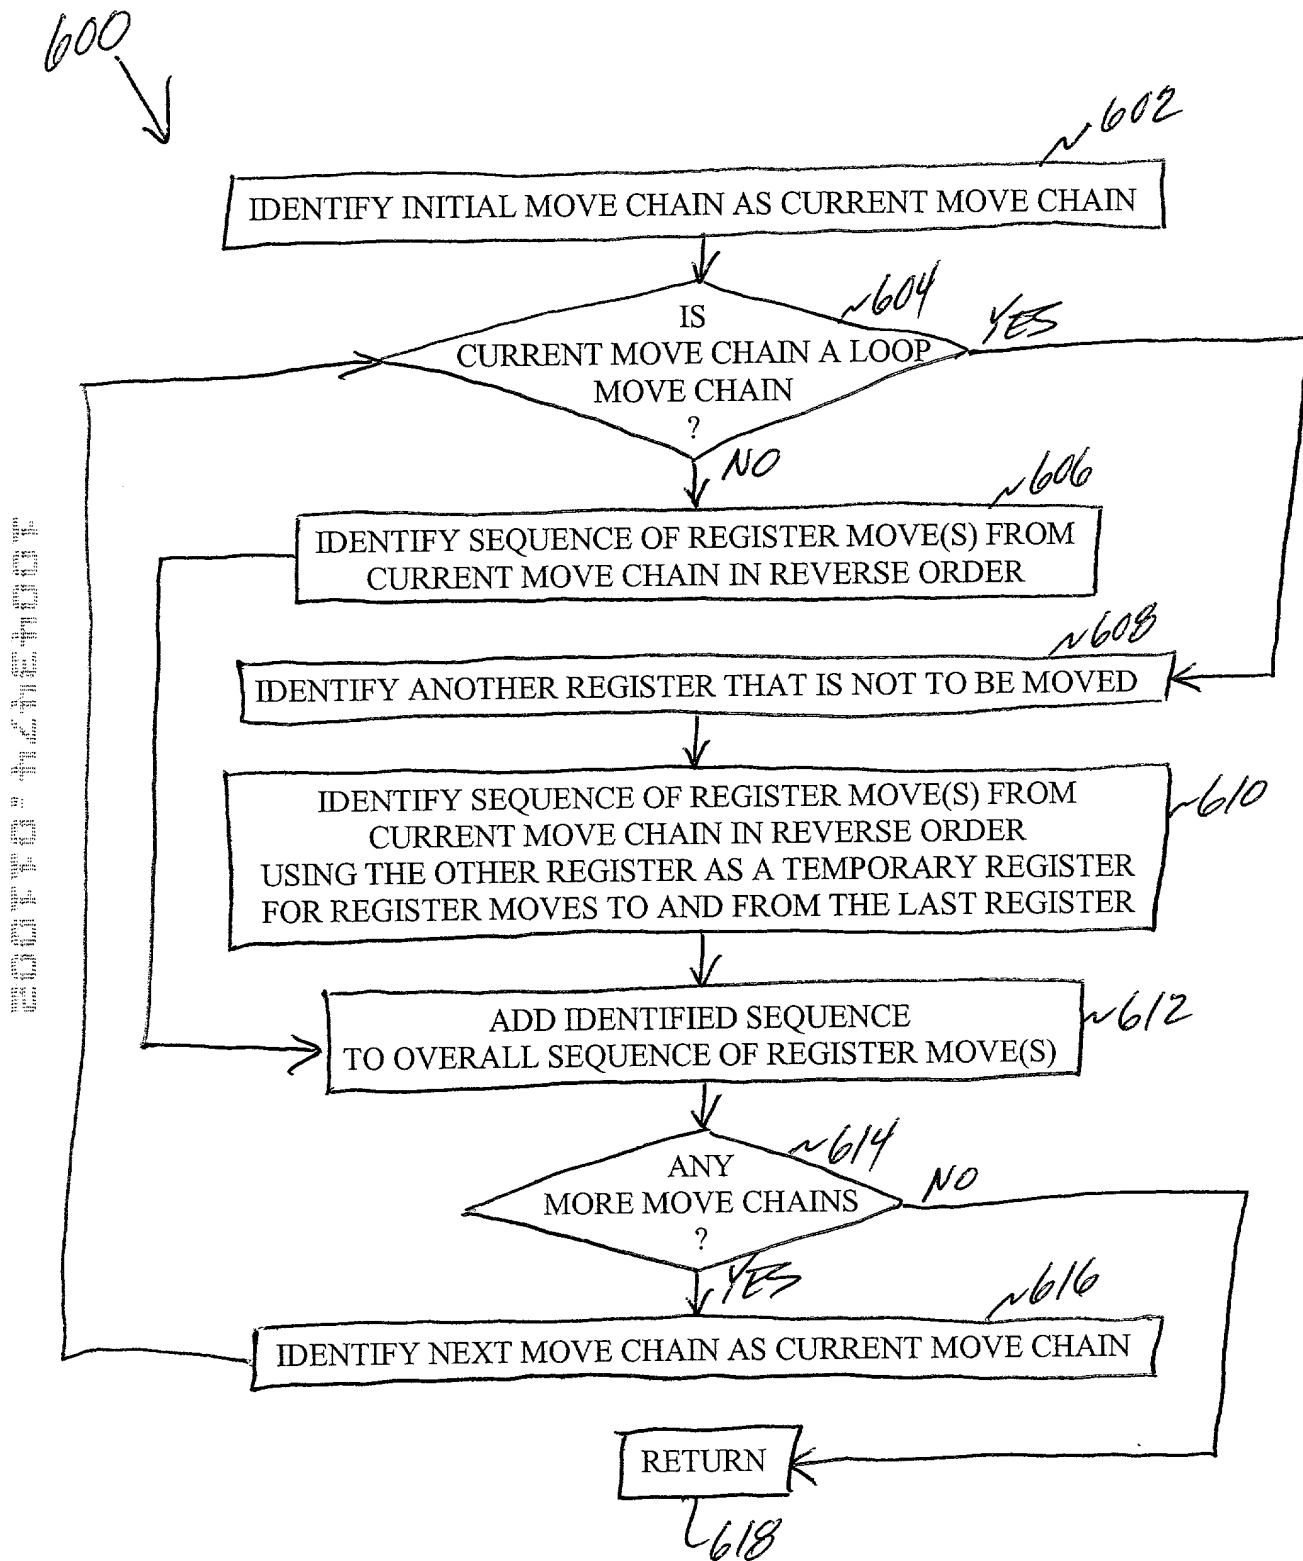 600
~602
IDENTIFY INITIAL MOVE CHAIN AS CURRENT MOVE CHAIN
~604
IS
CURRENT MOVE CHAIN A LOOP
MOVE CHAIN
?
YES
NO
~606
IDENTIFY SEQUENCE OF REGISTER MOVE(S) FROM
CURRENT MOVE CHAIN IN REVERSE ORDER
~608
IDENTIFY ANOTHER REGISTER THAT IS NOT TO BE MOVED
~610
IDENTIFY SEQUENCE OF REGISTER MOVE(S) FROM
CURRENT MOVE CHAIN IN REVERSE ORDER
USING THE OTHER REGISTER AS A TEMPORARY REGISTER
FOR REGISTER MOVES TO AND FROM THE LAST REGISTER
~612
ADD IDENTIFIED SEQUENCE
TO OVERALL SEQUENCE OF REGISTER MOVE(S)
~614
ANY
MORE MOVE CHAINS
?
NO
YES
~616
IDENTIFY NEXT MOVE CHAIN AS CURRENT MOVE CHAIN
RETURN
618